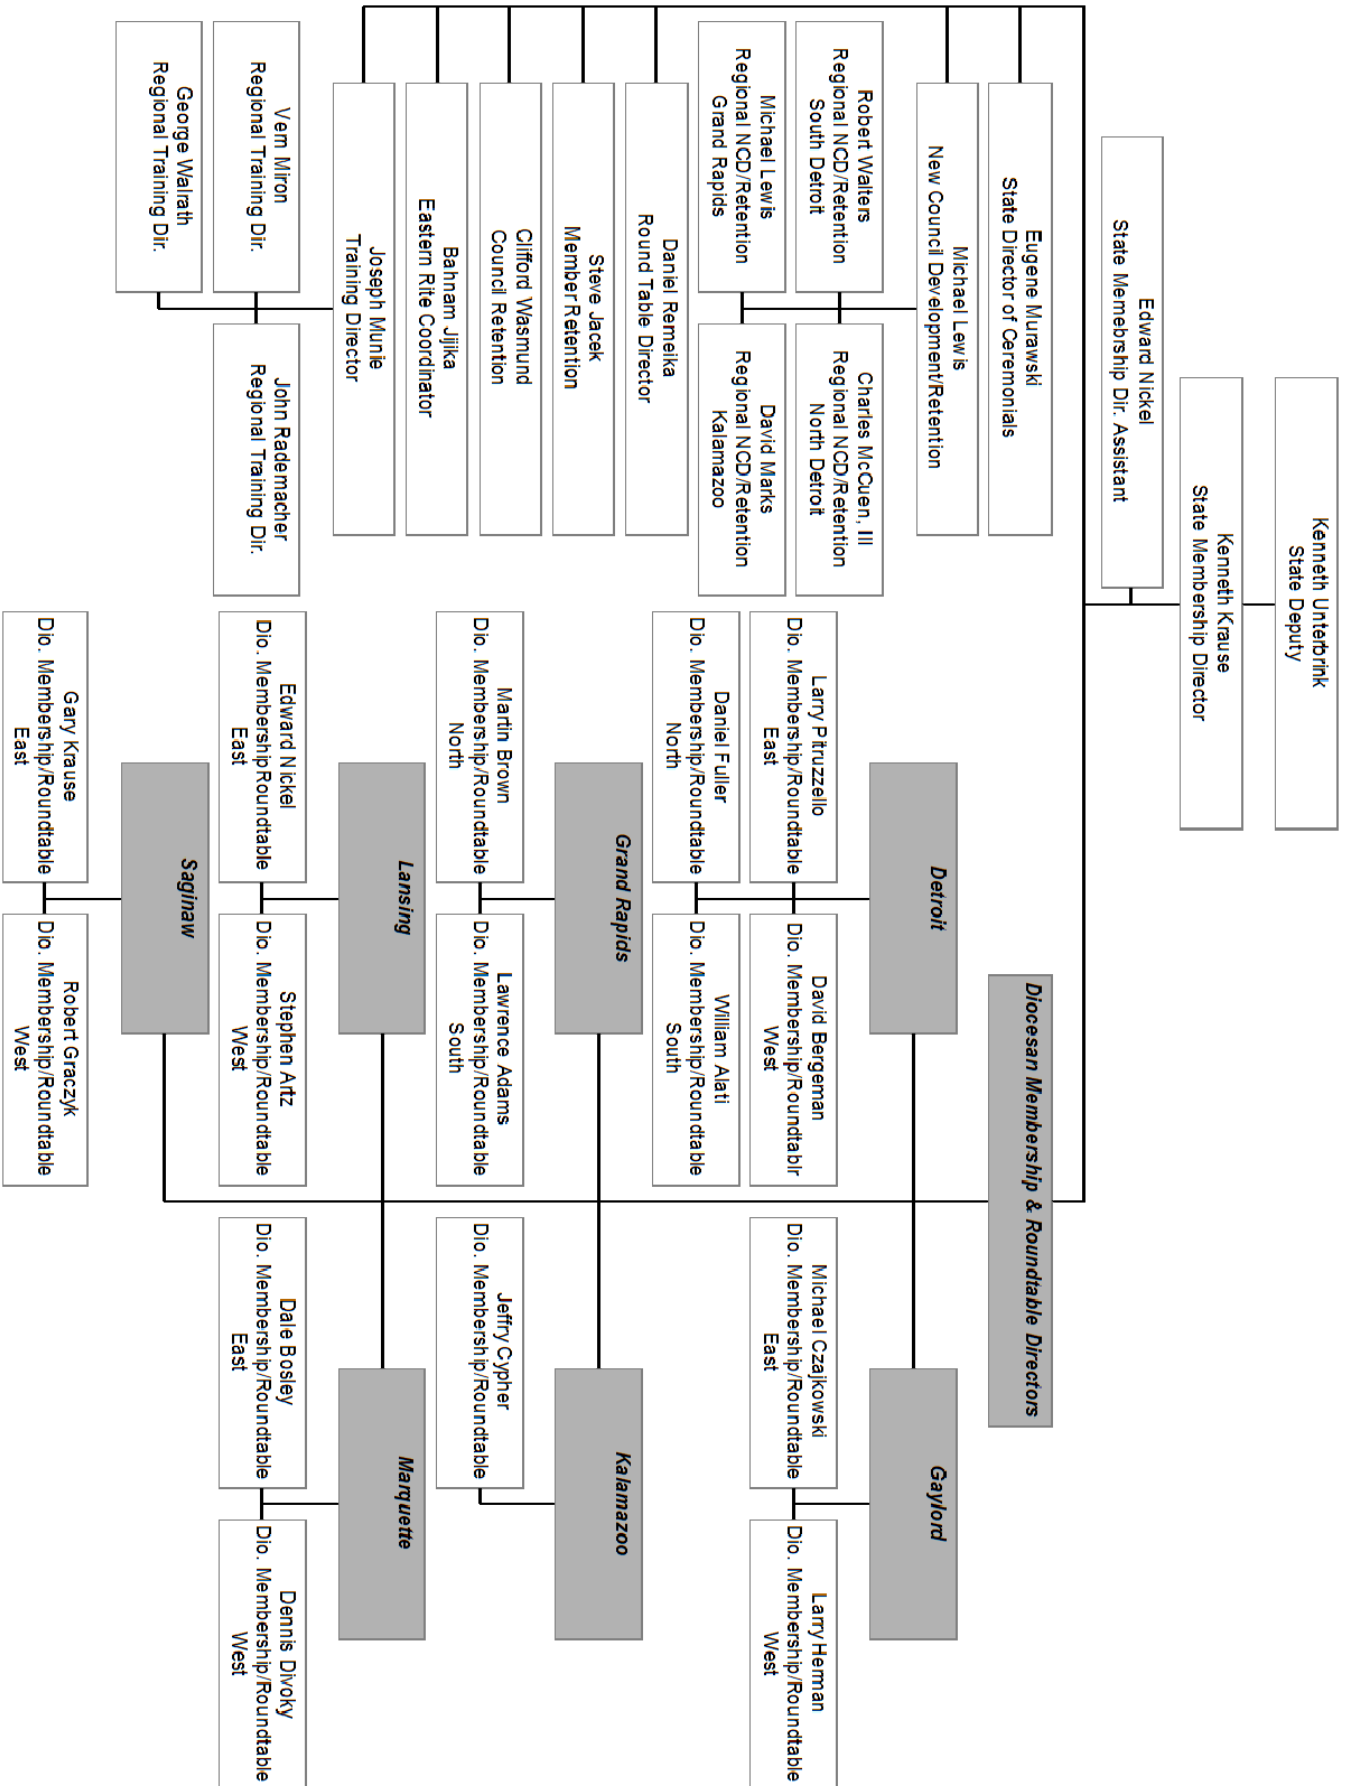 Kenneth Unterbrink
State Deputy
Kenneth Krause
State Membership Director
Edward Nickel
State Memebrship Dir. Assistant
Eugene Murawski
State Director of Ceremonials
Michael Lewis
New Council Development/Retention
Robert Walters
Regional NCD/Retention
South Detroit
Charles McCuen, III
Regional NCD/Retention
North Detroit
Michael Lewis
Regional NCD/Retention
Grand Rapids
David Marks
Regional NCD/Retention
Kalamazoo
Daniel Remeika
Round Table Director
Steve Jacek
Member Retention
Clifford Wasmund
Council Retention
Bahnam Jijika
Eastern Rite Coordinator
Joseph Munie
Training Director
Vern Miron
Regional Training Dir.
John Rademacher
Regional Training Dir.
George Walrath
Regional Training Dir.
Diocesan Membership & Roundtable Directors
Detroit
Larry Pitruzzello
Dio. Membership/Roundtable
East
David Bergeman
Dio. Membership/Roundtablr
West
Daniel Fuller
Dio. Membership/Roundtable
North
William Alati
Dio. Membership/Roundtable
South
Gaylord
Michael Czajkowski
Dio. Membership/Roundtable
East
Larry Herman
Dio. Membership/Roundtable
West
Grand Rapids
Martin Brown
Dio. Membership/Roundtable
North
Lawrence Adams
Dio. Membership/Roundtable
South
Kalamazoo
Jeffry Cypher
Dio. Membership/Roundtable
Lansing
Edward Nickel
Dio. MembershipRoundtable
East
Stephen Artz
Dio. Membership/Roundtable
West
Marquette
Dale Bosley
Dio. Membership/Roundtable
East
Dennis Divoky
Dio. Membership/Roundtable
West
Saginaw
Gary Krause
Dio. Membership/Roundtable
East
Robert Graczyk
Dio. Membership/Roundtable
West